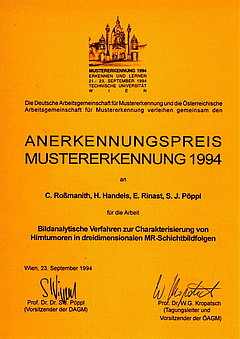 MUSTERERKENNUNG 1994
ERKENNEN UND LERNEN
21.- 23. SEPTEMBER 1994
TECHNISCHE UNIVERSITÄT
W I E N
Die Deutsche Arbeitsgemeinschaft für Mustererkennung und die Österreichische
Arbeitsgemeinschaft für Mustererkennung verleihen gemeinsam den
ANERKENNUNGSPREIS
MUSTERERKENNUNG 1994
an
C. Roßmanith, H. Handels, E. Rinast, S. J. Pöppl
für die Arbeit
Bildanalytische Verfahren zur Charakterisierung von
Hirntumoren in dreidimensionalen MR-Schichtbildfolgen
Wien, 23. September 1994
Prof. Dr. Dr. S.J. Pöppl
(Vorsitzender der DAGM)
Prof. Dr. W.G. Kropatsch
(Tagungsleiter und
Vorsitzender der ÖAGM)